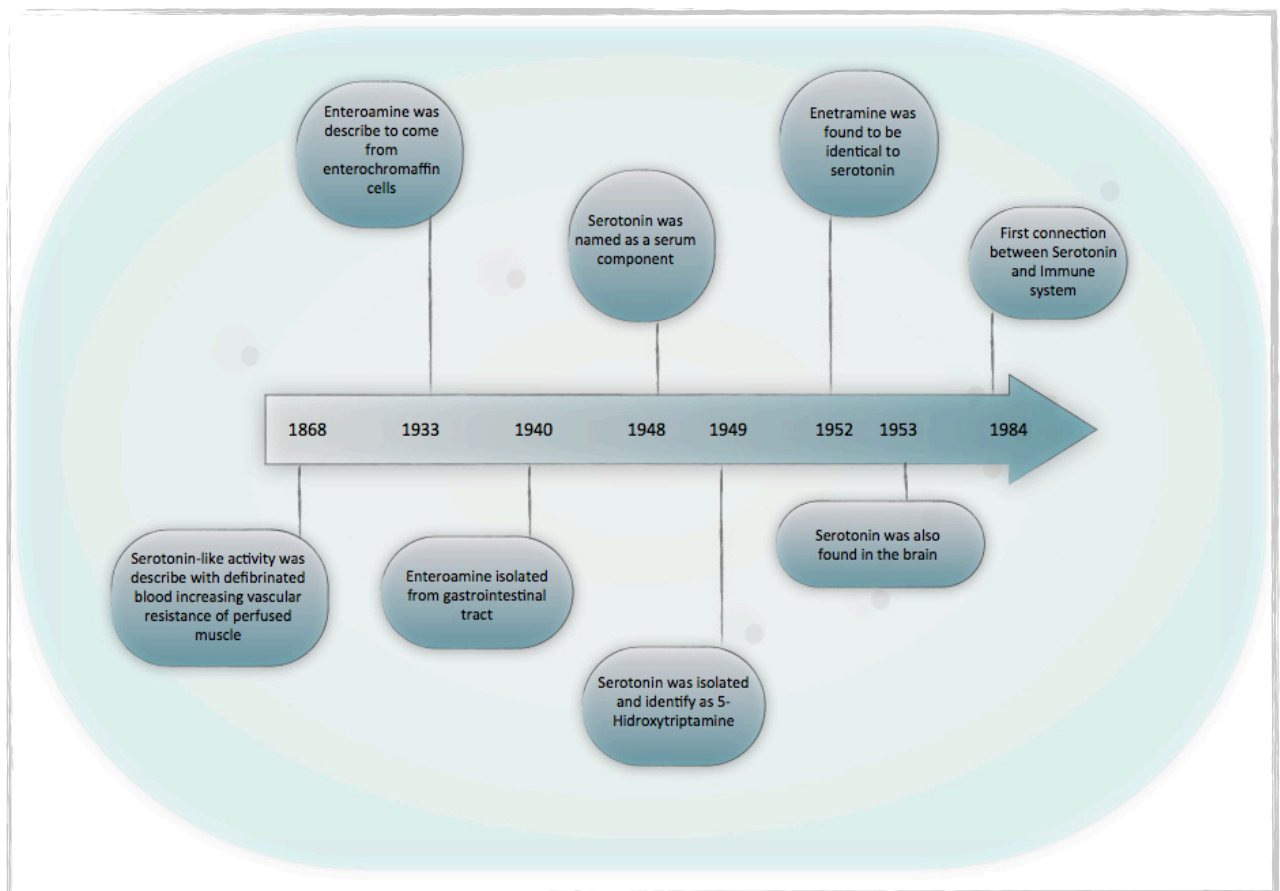 Enteroamine was
describe to come
from
enterochromaffin
cells
Enetramine was
found to be
identical to
serotonin
Serotonin was
named as a serum
component
First connection
between Serotonin
and Immune
system
1868 1933 1940 1948 1949 1952 1953 1984
Serotonin-like activity was
describe with defibrinated
blood increasing vascular
resistance of perfused
muscle
Enteroamine isolated
from gastrointestinal
tract
Serotonin was also
found in the brain
Serotonin was isolated
and identify as 5-
Hidroxytriptamine